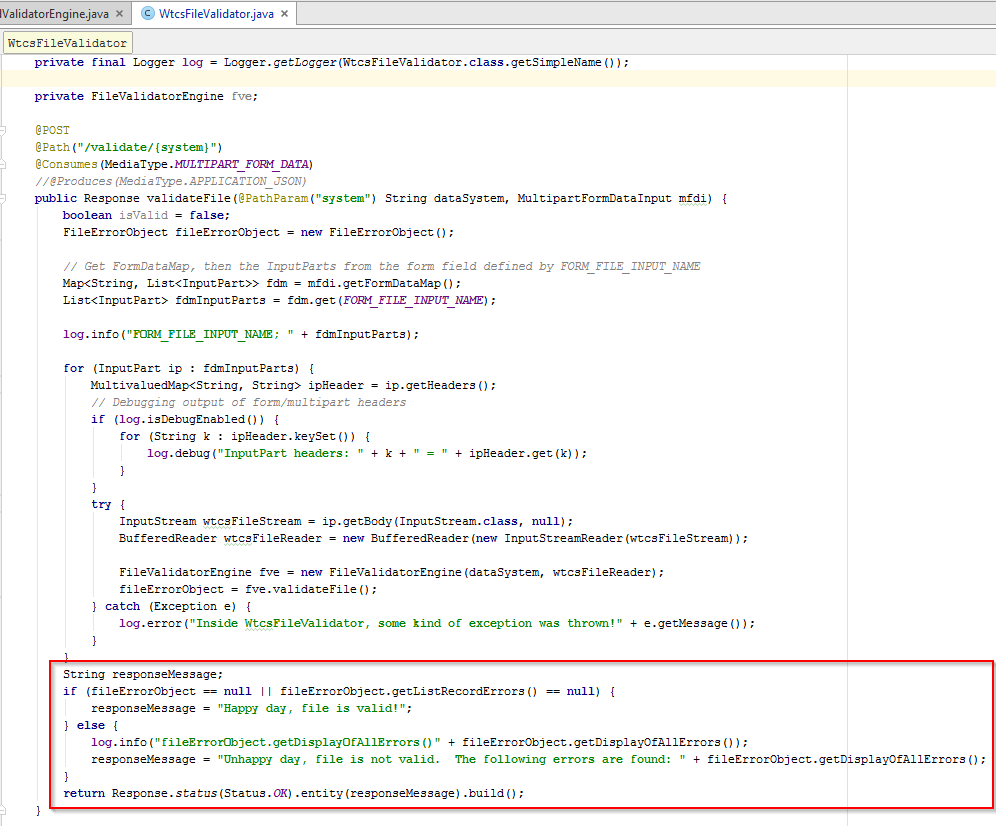 lValidatorEngine.java × WtcsFileValidator.java ×
WtcsFileValidator
private final Logger log = Logger.getLogger(WtcsFileValidator.class.getSimpleName());
private FileValidatorEngine fve;
@POST
@Path("/validate/{system}")
@Consumes(MediaType.MULTIPART_FORM_DATA)
//@Produces(MediaType.APPLICATION_JSON)
public Response validateFile(@PathParam("system") String dataSystem, MultipartFormDataInput mfdi) {
boolean isValid = false;
FileErrorObject fileErrorObject = new FileErrorObject();
// Get FormDataMap, then the InputParts from the form field defined by FORM_FILE_INPUT_NAME
Map<String, List<InputPart>> fdm = mfdi.getFormDataMap();
List<InputPart> fdmInputParts = fdm.get(FORM_FILE_INPUT_NAME);
log.info("FORM_FILE_INPUT_NAME; " + fdmInputParts);
for (InputPart ip : fdmInputParts) {
MultivaluedMap<String, String> ipHeader = ip.getHeaders();
// Debugging output of form/multipart headers
if (log.isDebugEnabled()) {
for (String k : ipHeader.keySet()) {
log.debug("InputPart headers: " + k + " = " + ipHeader.get(k));
}
}
try {
InputStream wtcsFileStream = ip.getBody(InputStream.class, null);
BufferedReader wtcsFileReader = new BufferedReader(new InputStreamReader(wtcsFileStream));
FileValidatorEngine fve = new FileValidatorEngine(dataSystem, wtcsFileReader);
fileErrorObject = fve.validateFile();
} catch (Exception e) {
log.error("Inside WtcsFileValidator, some kind of exception was thrown!" + e.getMessage());
}
}
String responseMessage;
if (fileErrorObject == null || fileErrorObject.getListRecordErrors() == null) {
responseMessage = "Happy day, file is valid!";
} else {
log.info("fileErrorObject.getDisplayOfAllErrors()" + fileErrorObject.getDisplayOfAllErrors());
responseMessage = "Unhappy day, file is not valid.  The following errors are found: " + fileErrorObject.getDisplayOfAllErrors();
}
return Response.status(Status.OK).entity(responseMessage).build();
}